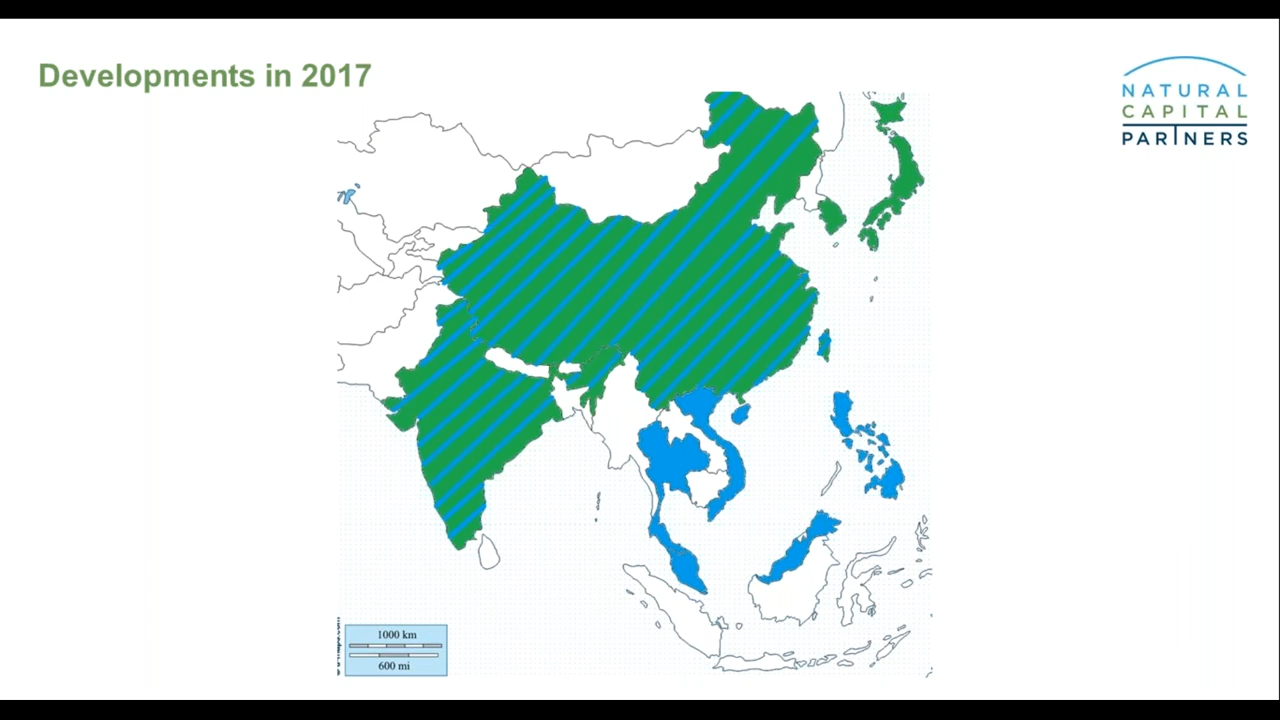 Developments in 2017
NATURAL
CAPITAL
PARTNERS
1000 km
600 mi